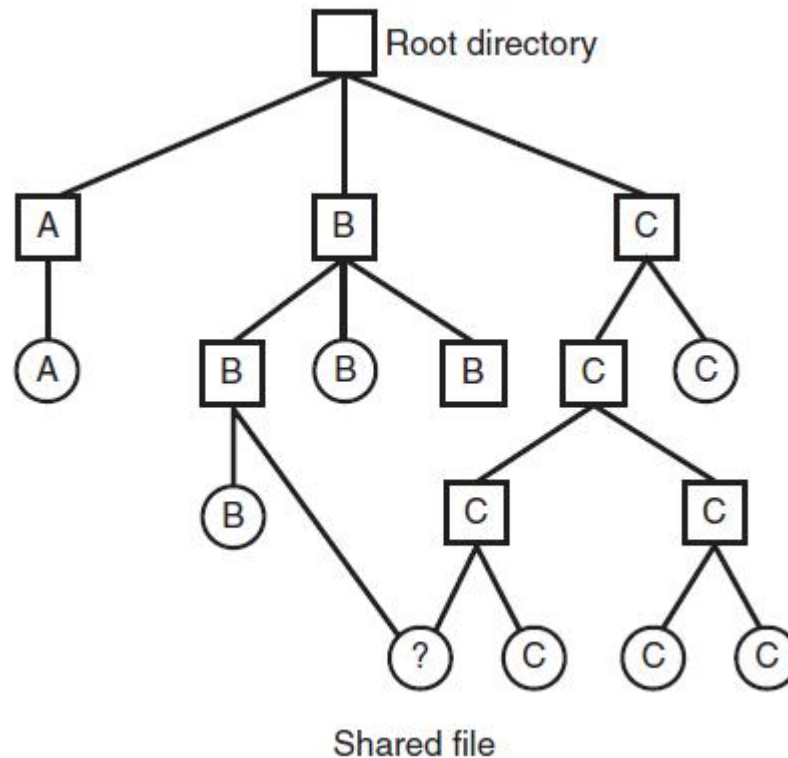 Root directory
A B C
A B B B C C
B C C
? C C C
Shared file